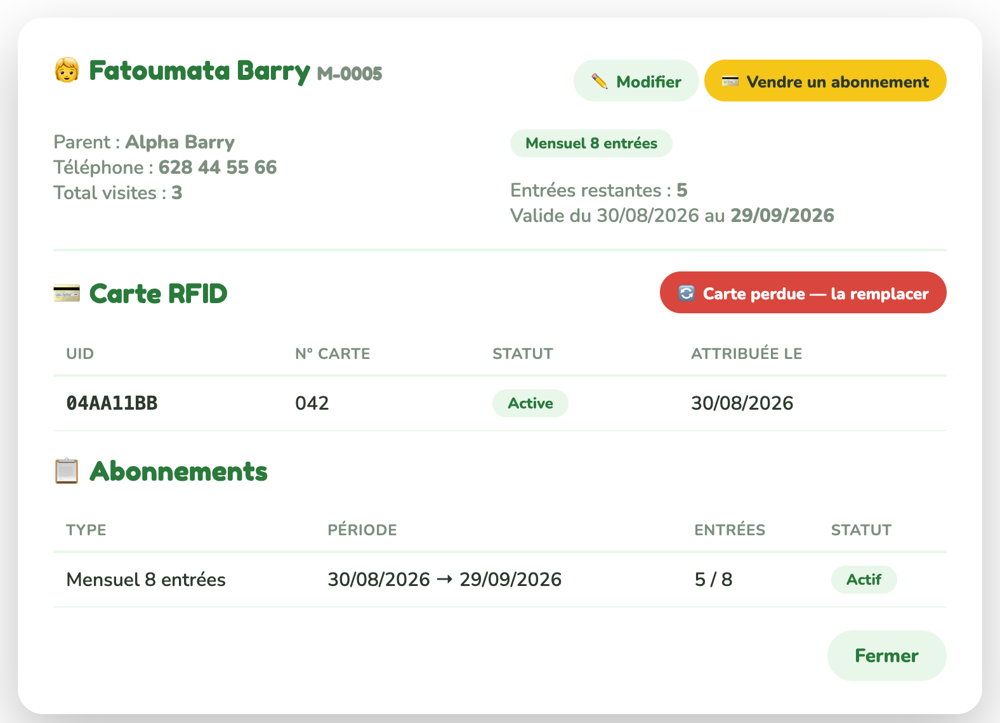 Fatoumata Barry M-0005
Modifier
Vendre un abonnement
Parent : Alpha Barry
Téléphone : 628 44 55 66
Total visites : 3
Mensuel 8 entrées
Entrées restantes : 5
Valide du 30/08/2026 au 29/09/2026
Carte RFID
Carte perdue — la remplacer
UID N° CARTE STATUT ATTRIBUÉE LE
04AA11BB 042 Active 30/08/2026
Abonnements
TYPE PÉRIODE ENTRÉES STATUT
Mensuel 8 entrées 30/08/2026 → 29/09/2026 5 / 8 Actif
Fermer